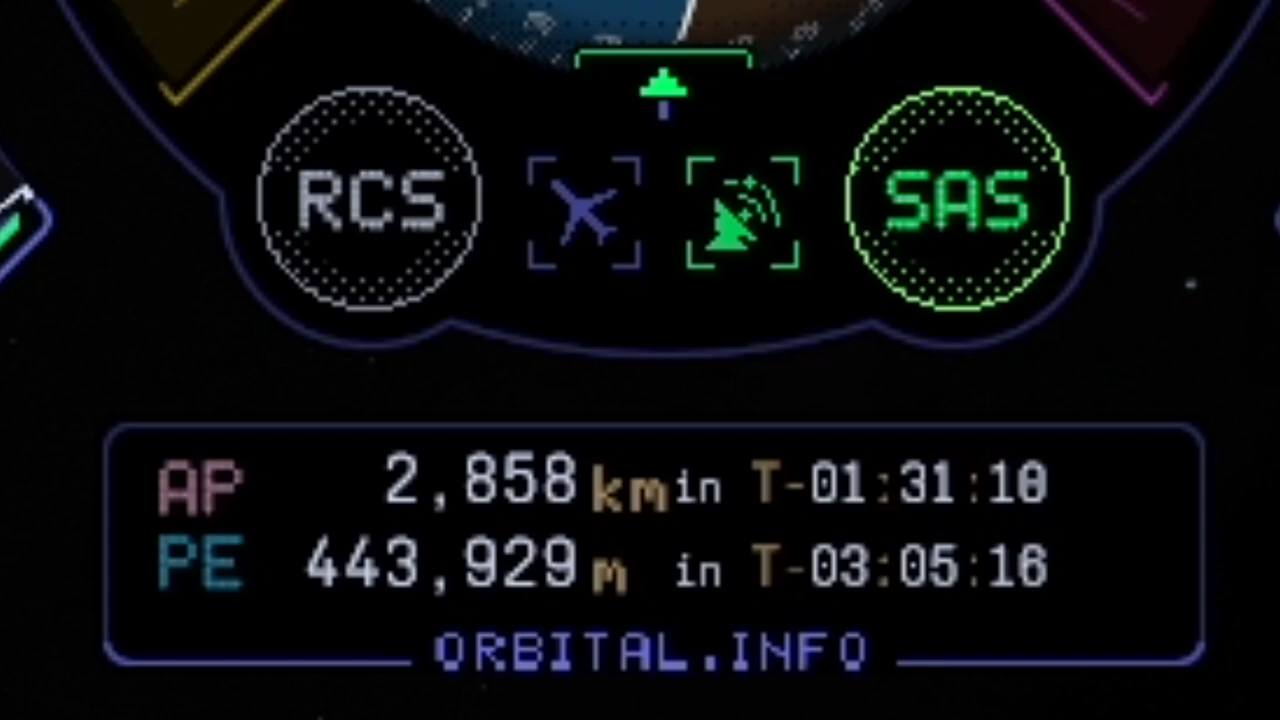 RCS SAS
AP 2,858 km in T-01:31:10
PE 443,929 m in T-03:05:16
ORBITAL.INFO